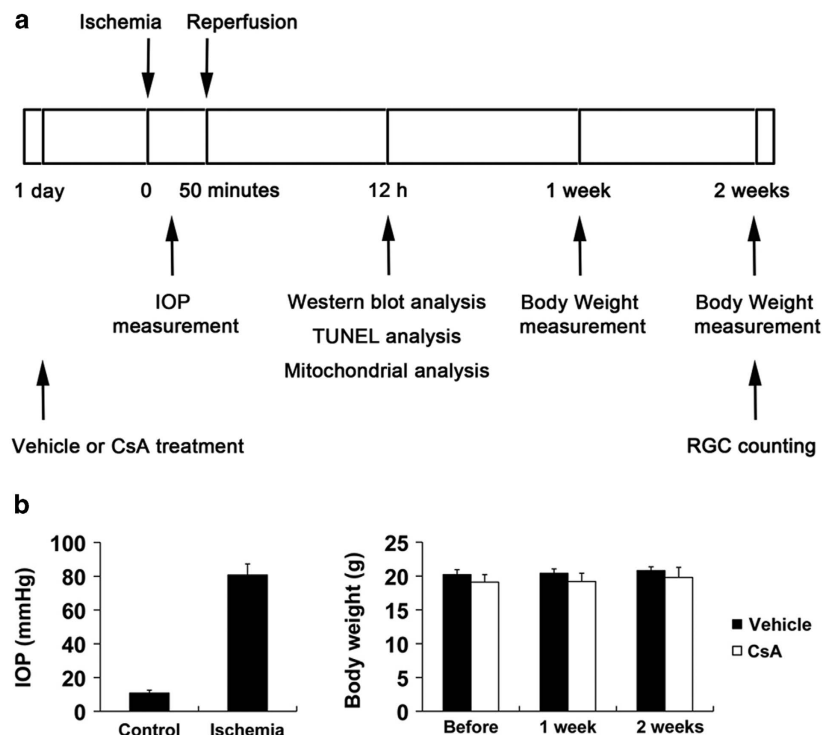 a
Ischemia Reperfusion
1 day 0 50 minutes 12 h 1 week 2 weeks
IOP
measurement
Western blot analysis
TUNEL analysis
Mitochondrial analysis
Body Weight
measurement
Body Weight
measurement
Vehicle or CsA treatment
RGC counting
b
IOP (mmHg)
100
80
60
40
20
0
Control Ischemia
Body weight (g)
25
20
15
10
5
0
Before 1 week 2 weeks
Vehicle
CsA